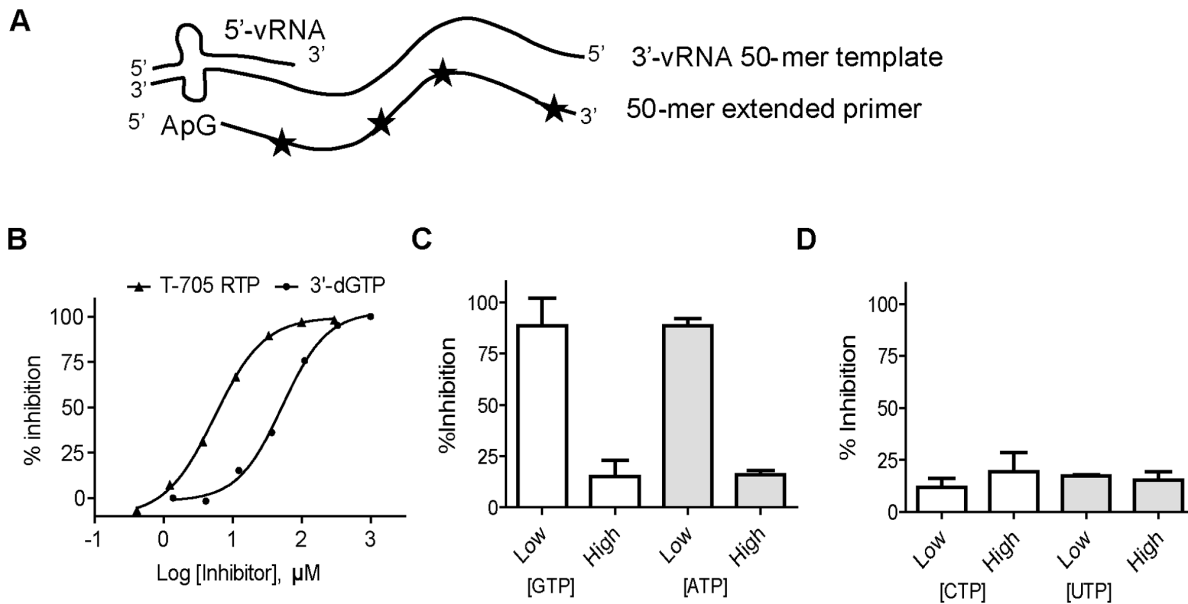 A
5'-vRNA
3'
5'
3'
5'
3'-vRNA 50-mer template
5' ApG
3'
50-mer extended primer
B
T-705 RTP
3'-dGTP
% inhibition
100
75
50
25
0
-1 0 1 2 3
Log [Inhibitor], µM
C
%Inhibition
100
75
50
25
0
Low High Low High
[GTP] [ATP]
D
% Inhibition
100
75
50
25
0
Low High Low High
[CTP] [UTP]